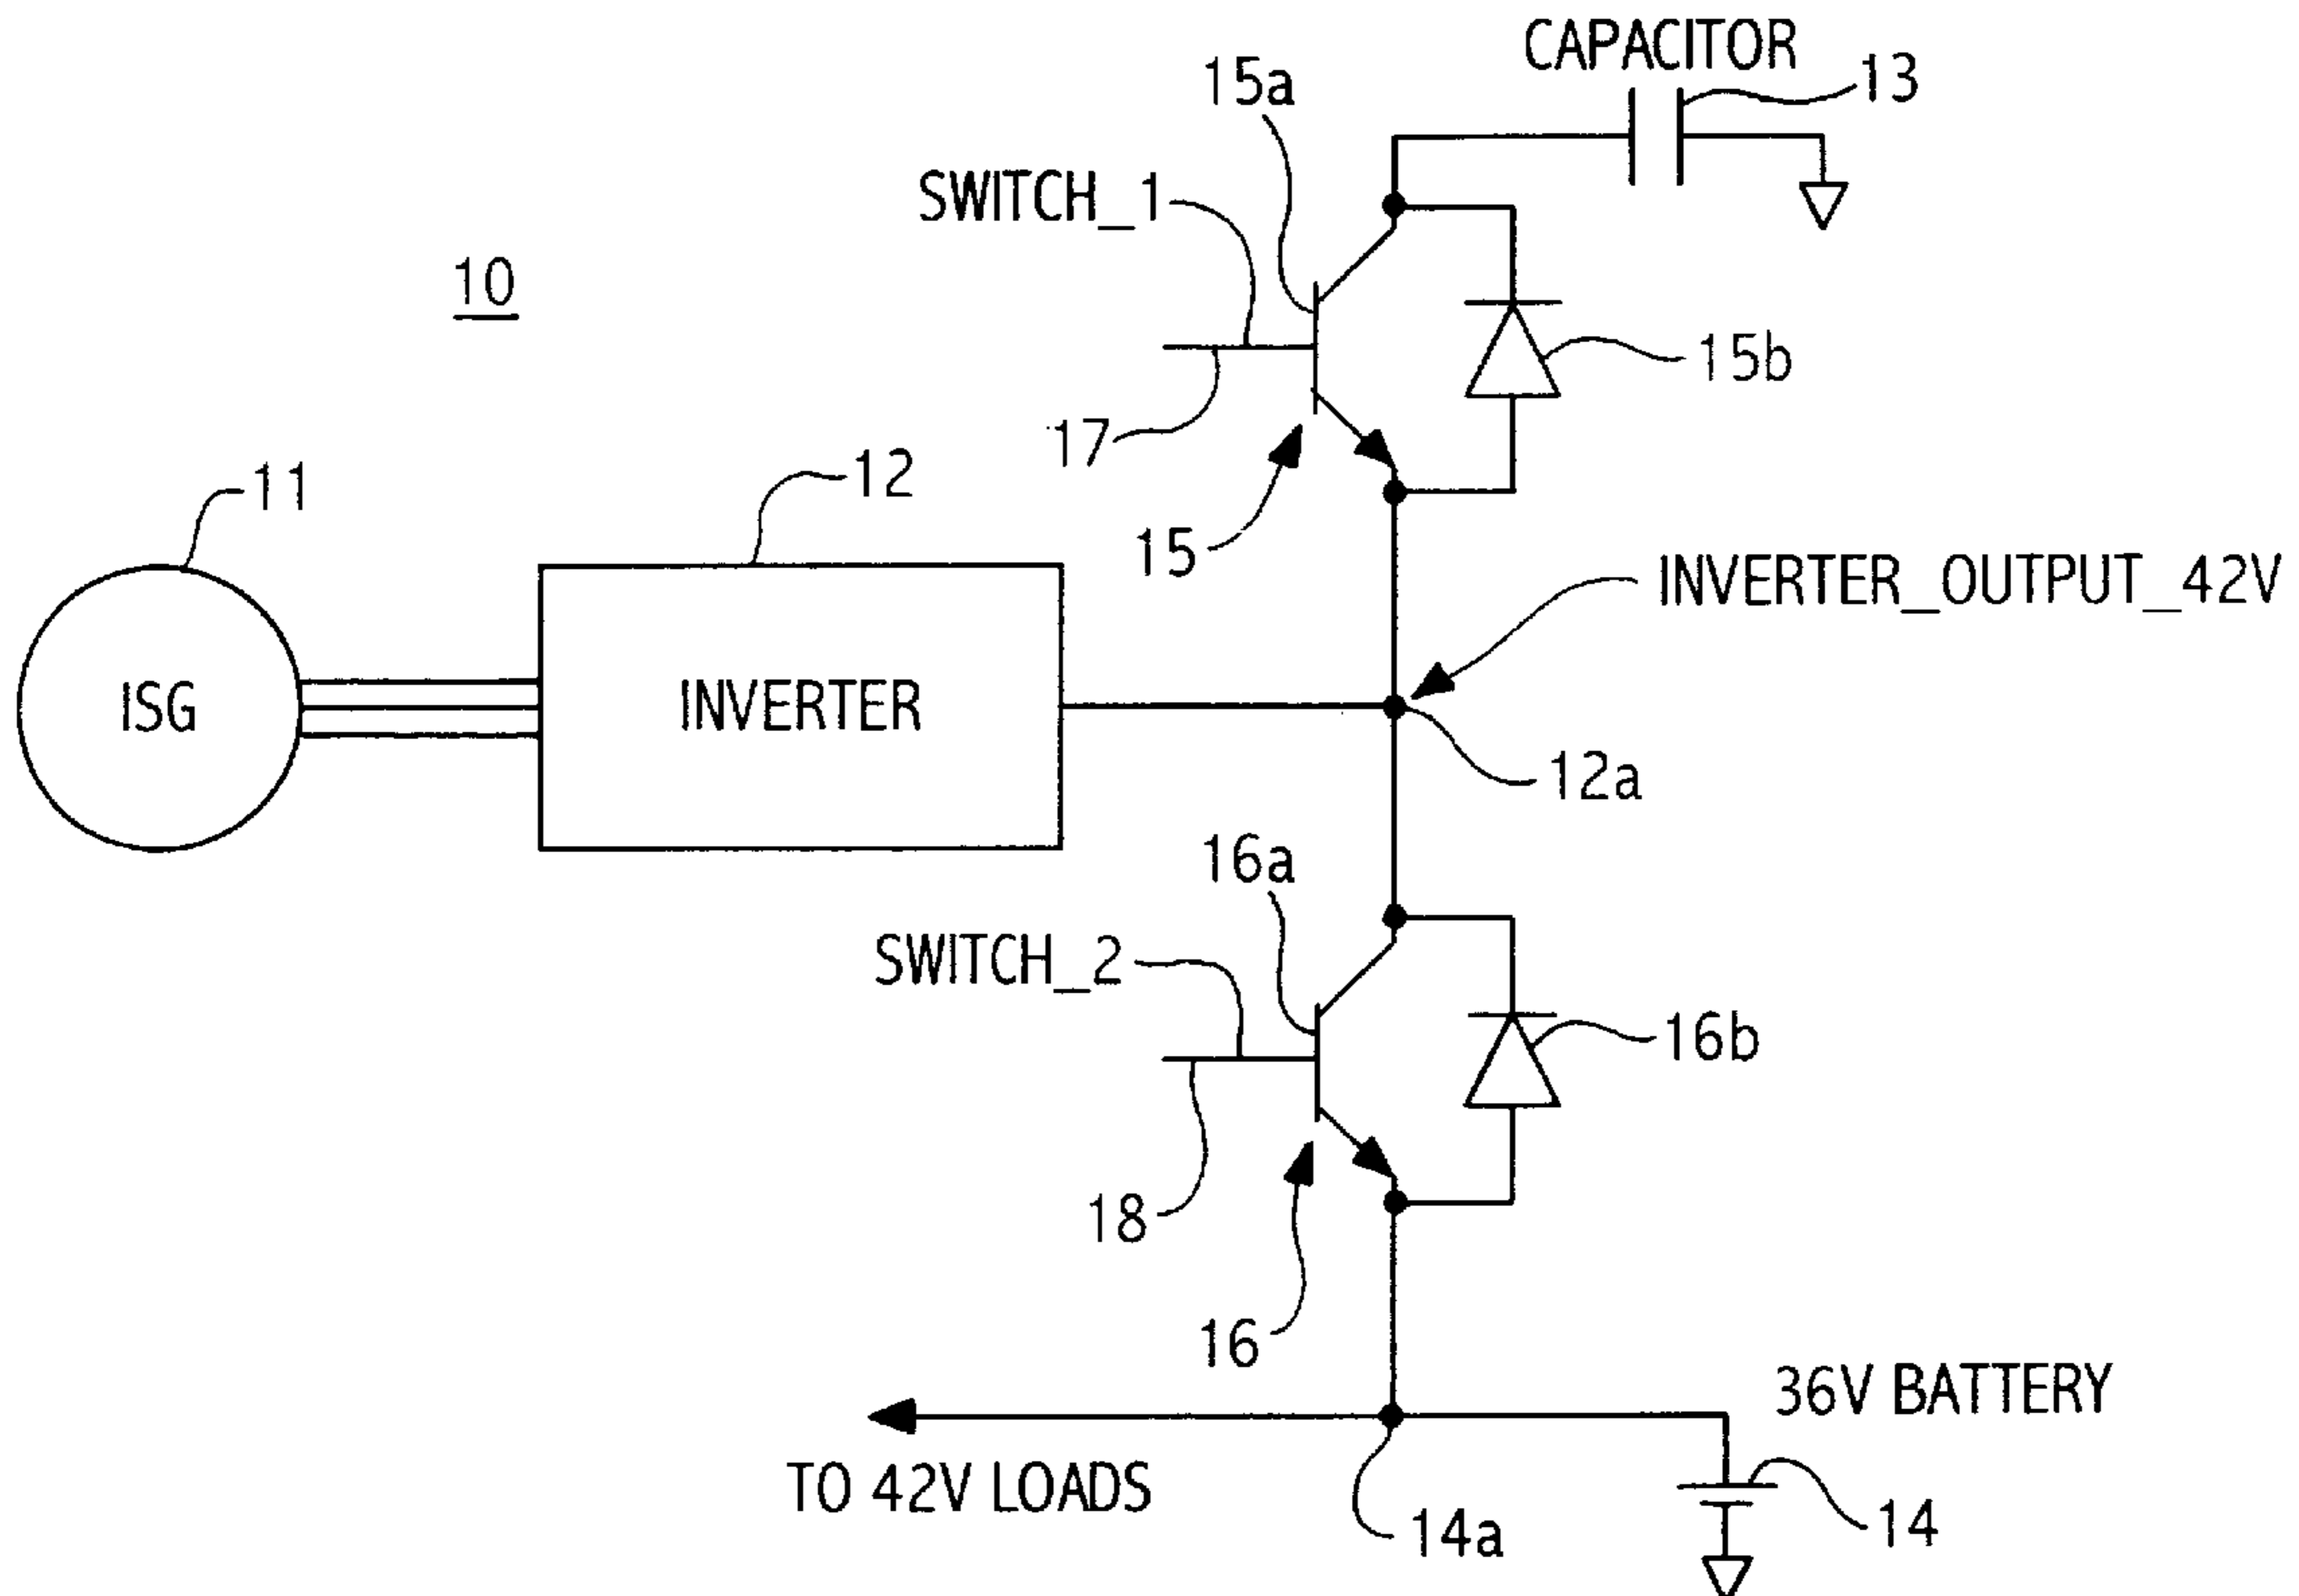 CAPACITOR
13
15a
SWITCH_1
10
15b
17
11
12
15
INVERTER_OUTPUT_42V
ISG
INVERTER
12a
16a
SWITCH_2
16b
18
16
36V BATTERY
TO 42V LOADS
14a
14